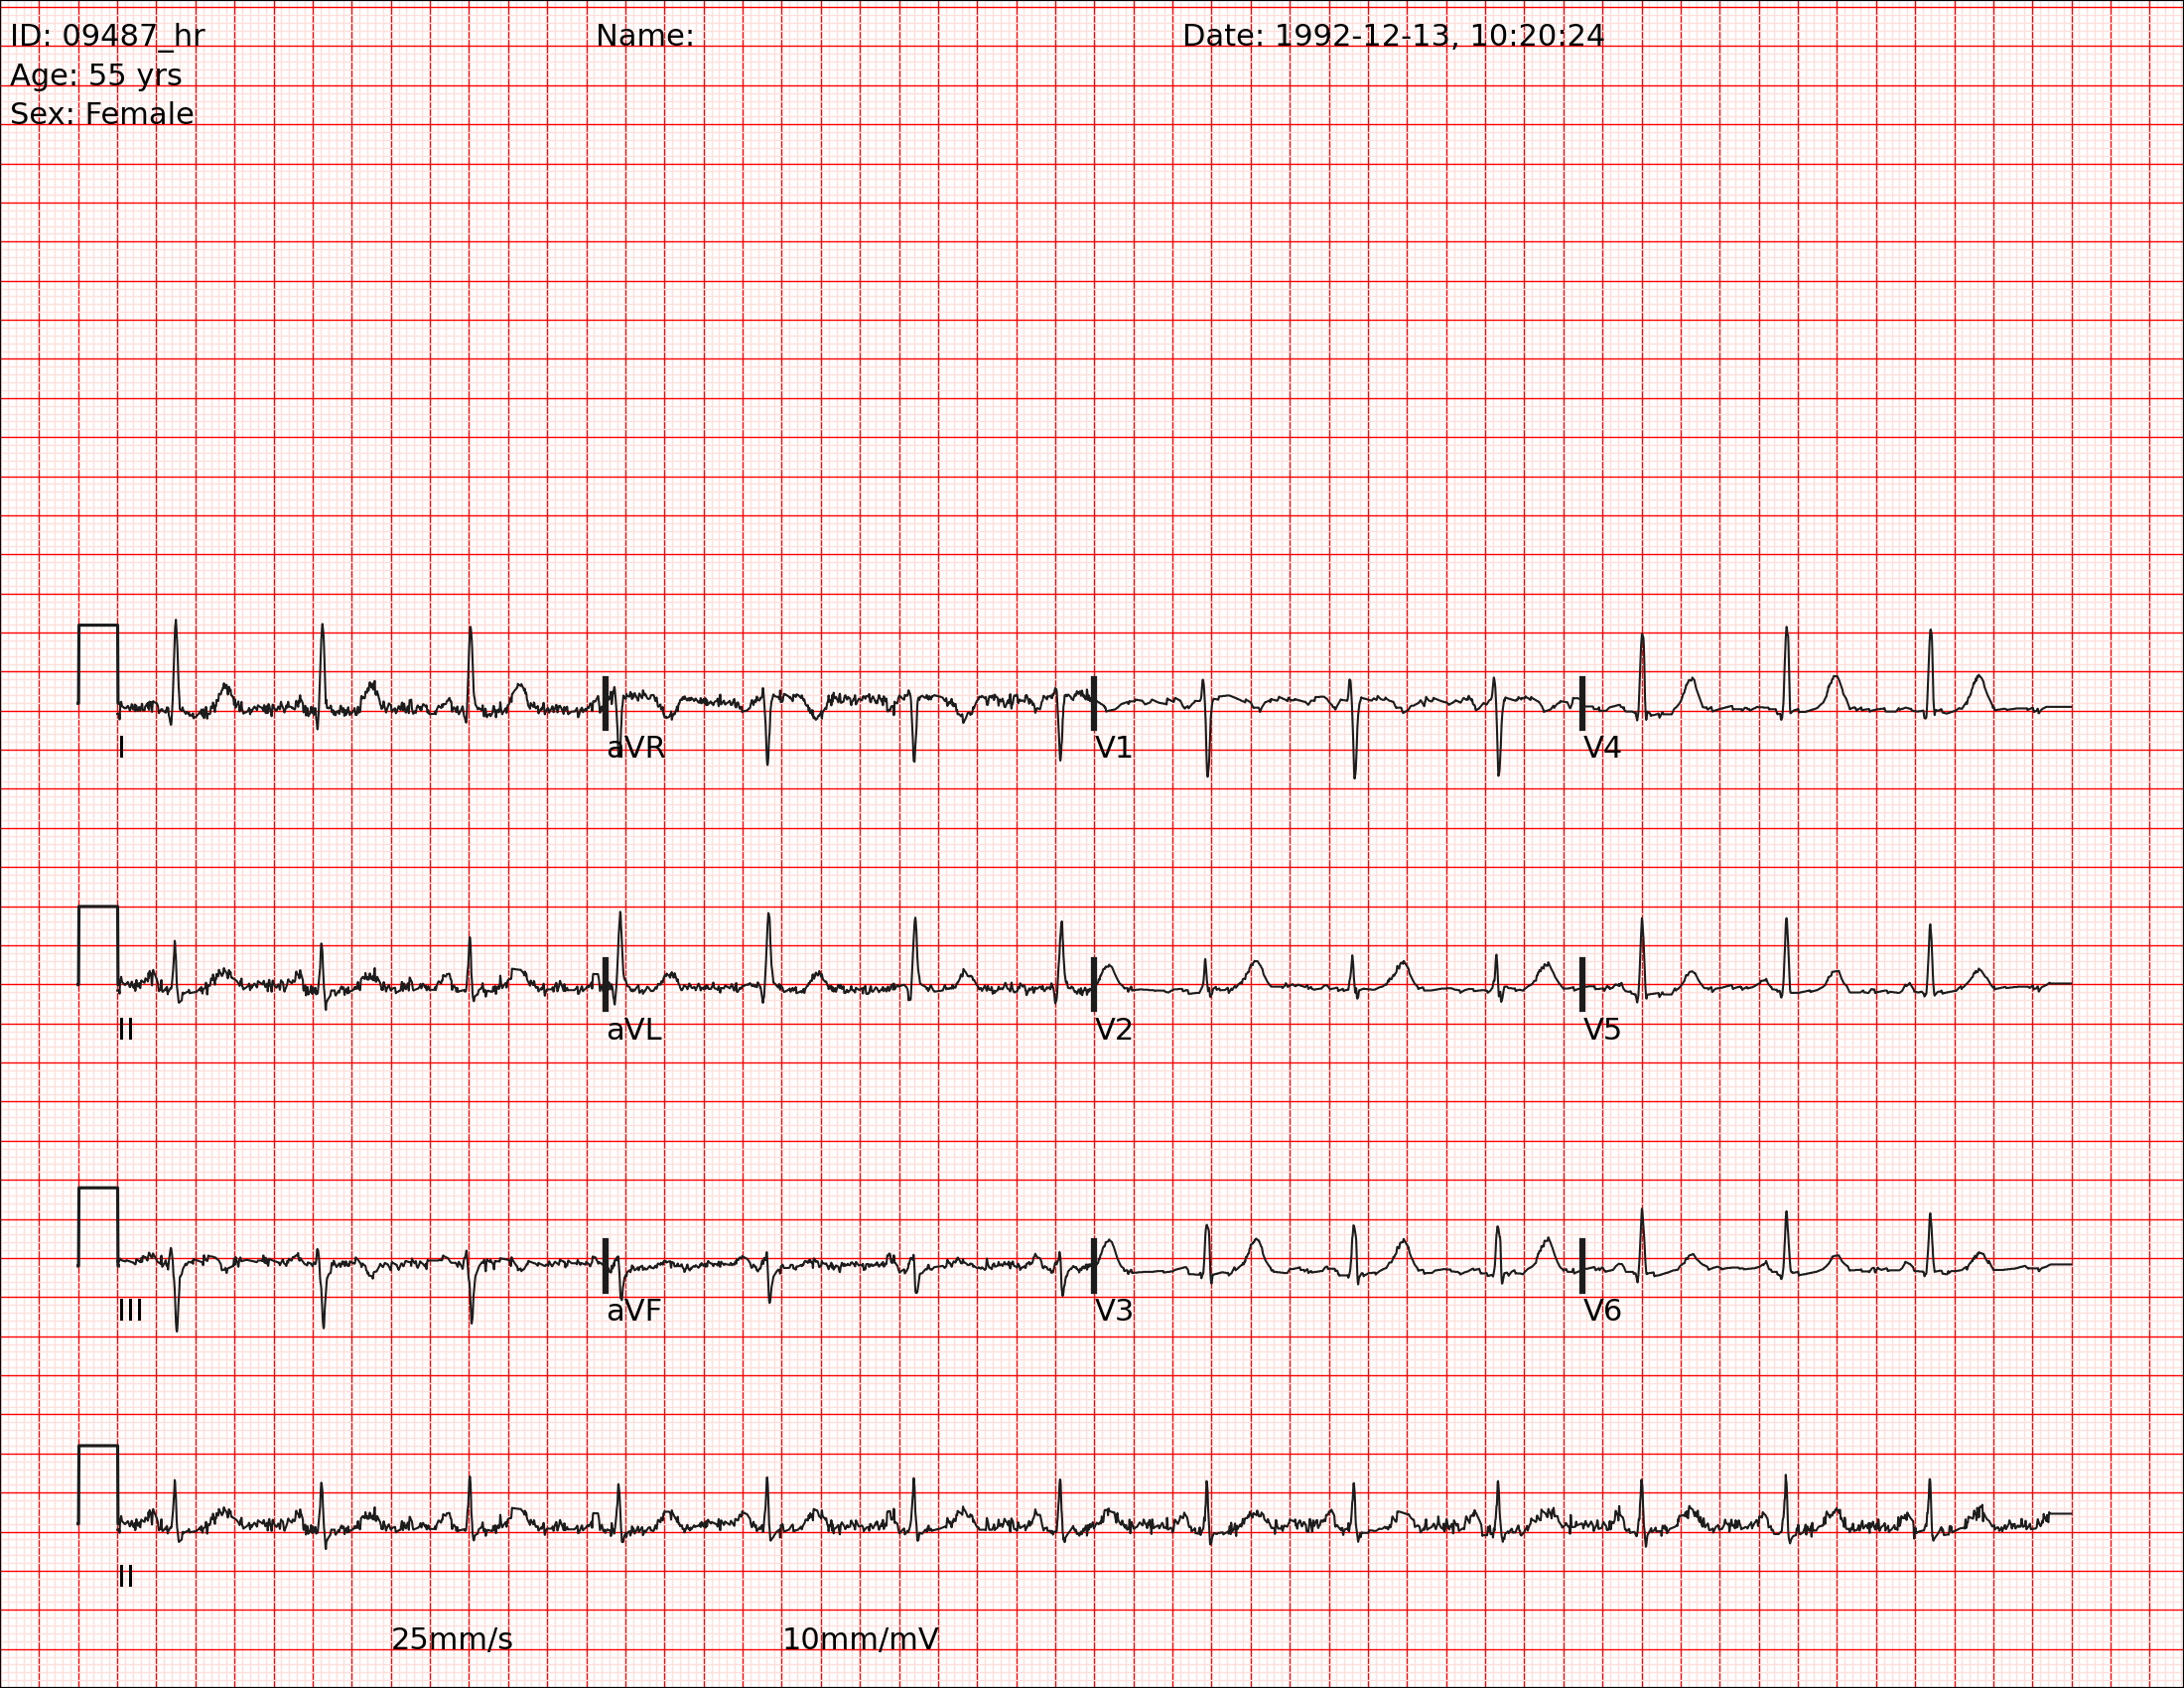 ID: 09487_hr Name: Date: 1992-12-13, 10:20:24
Age: 55 yrs
Sex: Female
I aVR V1 V4
II aVL V2 V5
III aVF V3 V6
II
25mm/s 10mm/mV